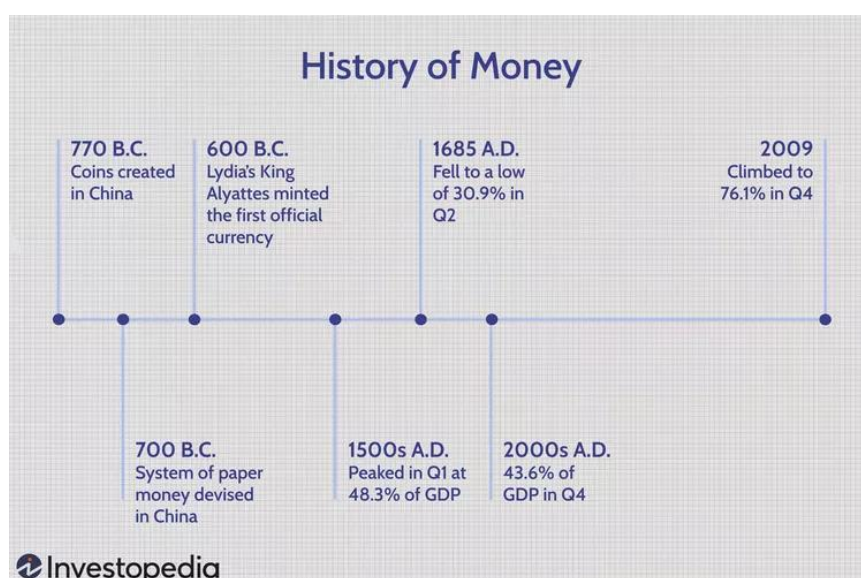 History of Money
770 B.C.
Coins created
in China
600 B.C.
Lydia's King
Alyattes minted
the first official
currency
1685 A.D.
Fell to a low
of 30.9% in
Q2
2009
Climbed to
76.1% in Q4
700 B.C.
System of paper
money devised
in China
1500s A.D.
Peaked in Q1 at
48.3% of GDP
2000s A.D.
43.6% of
GDP in Q4
Investopedia